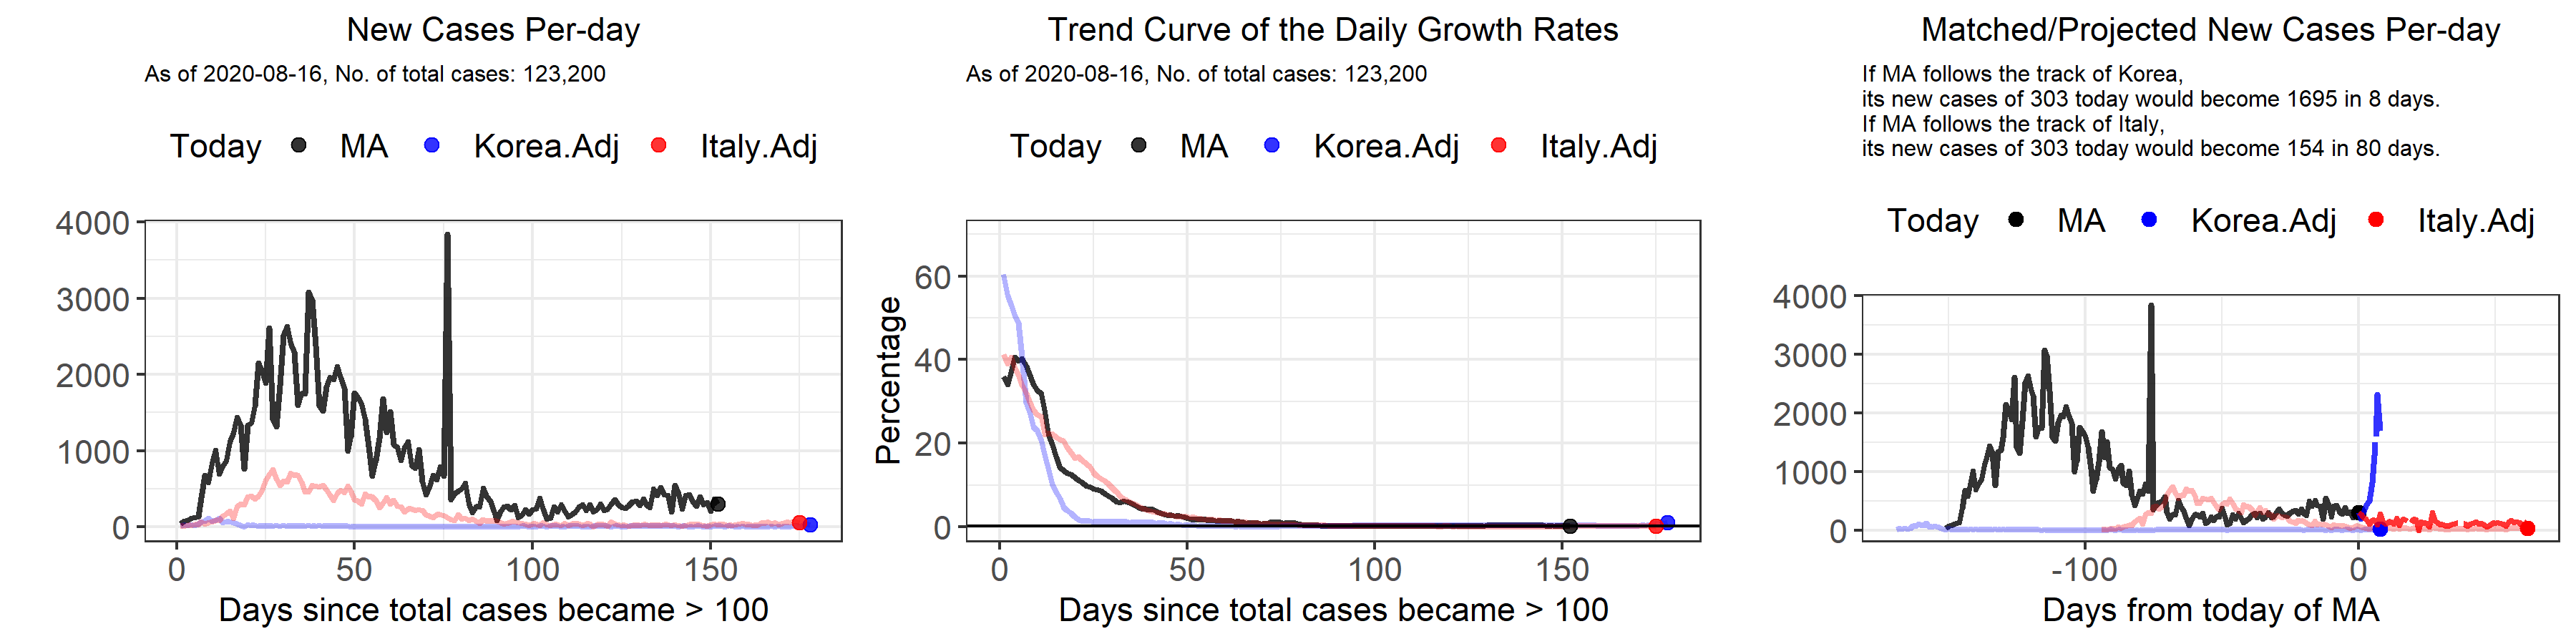 New Cases Per-day
As of 2020-08-16, No. of total cases: 123,200
Today MA Korea.Adj Italy.Adj
4000
3000
2000
1000
0
0 50 100 150
Days since total cases became > 100
Trend Curve of the Daily Growth Rates
As of 2020-08-16, No. of total cases: 123,200
Today MA Korea.Adj Italy.Adj
Percentage
60
40
20
0
0 50 100 150
Days since total cases became > 100
Matched/Projected New Cases Per-day
If MA follows the track of Korea,
its new cases of 303 today would become 1695 in 8 days.
If MA follows the track of Italy,
its new cases of 303 today would become 154 in 80 days.
Today MA Korea.Adj Italy.Adj
4000
3000
2000
1000
0
-100 0
Days from today of MA